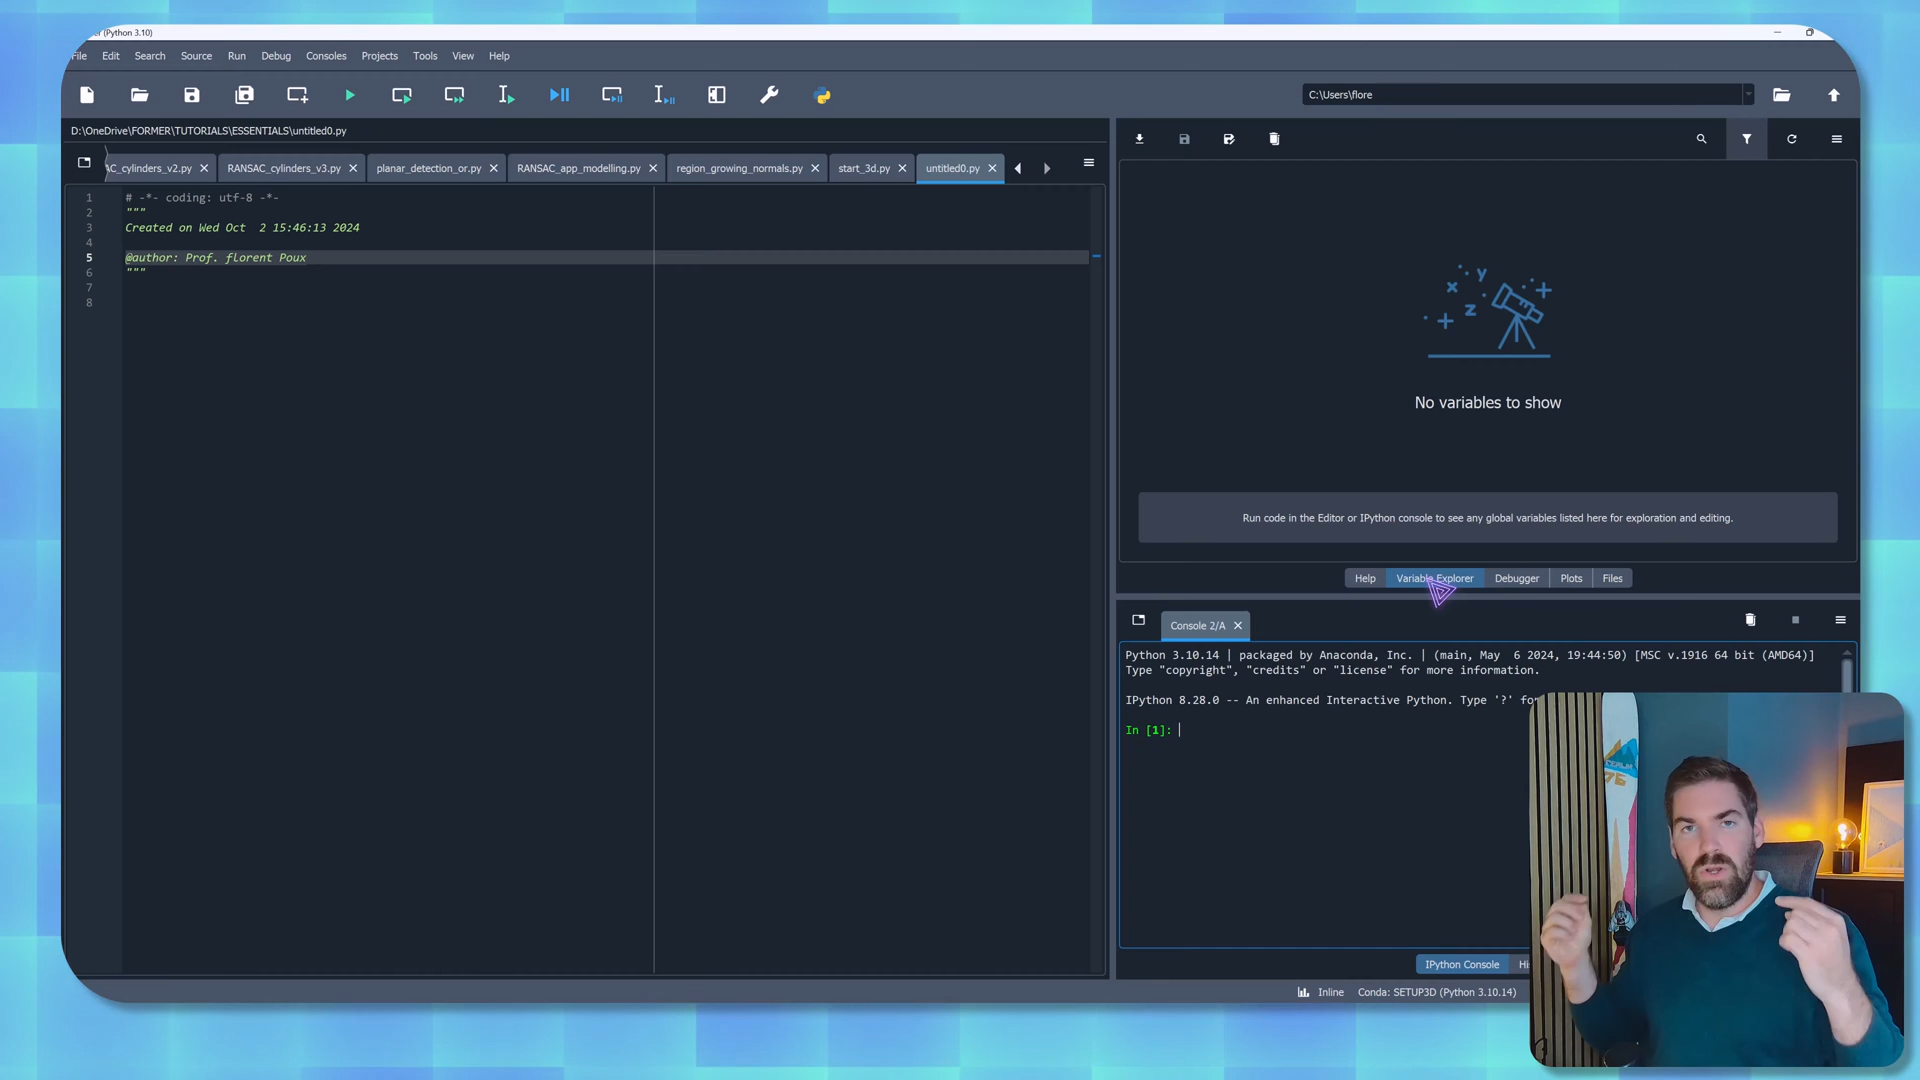 (Python 3.10)
File Edit Search Source Run Debug Consoles Projects Tools View Help
C:\Users\flore
D:\OneDrive\FORMER\TUTORIALS\ESSENTIALS\untitled0.py
AC_cylinders_v2.py RANSAC_cylinders_v3.py planar_detection_or.py RANSAC_app_modelling.py region_growing_normals.py start_3d.py untitled0.py
1 # -*- coding: utf-8 -*-
2 """
3 Created on Wed Oct  2 15:46:13 2024
4
5 @author: Prof. florent Poux
6 """
7
8
x y z
No variables to show
Run code in the Editor or IPython console to see any global variables listed here for exploration and editing.
Help Variable Explorer Debugger Plots Files
Console 2/A
Python 3.10.14 | packaged by Anaconda, Inc. | (main, May  6 2024, 19:44:50) [MSC v.1916 64 bit (AMD64)]
Type "copyright", "credits" or "license" for more information.
IPython 8.28.0 -- An enhanced Interactive Python. Type '?' for
In [1]:
IPython Console
Inline Conda: SETUP3D (Python 3.10.14)